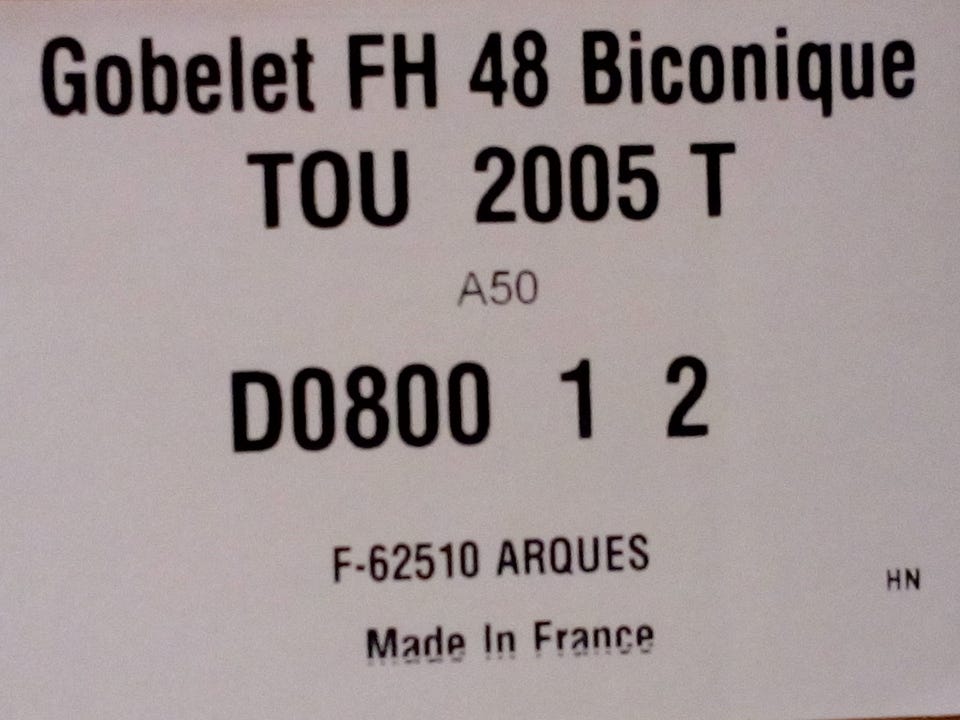 Gobelet FH 48 Biconique
TOU 2005 T
A50
D0800 1 2
F-62510 ARQUES
HN
Made In France